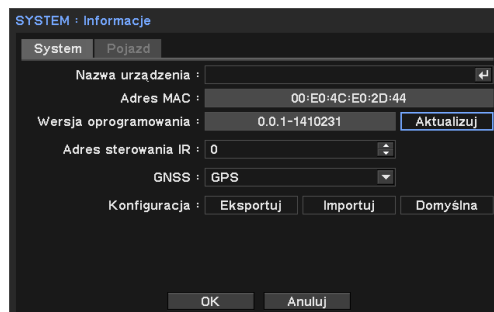 SYSTEM : Informacje
System Pojazd
Nazwa urządzenia :
Adres MAC : 00:E0:4C:E0:2D:44
Wersja oprogramowania : 0.0.1-1410231 Aktualizuj
Adres sterowania IR : 0
GNSS : GPS
Konfiguracja : Eksportuj Importuj Domyślna
OK Anuluj